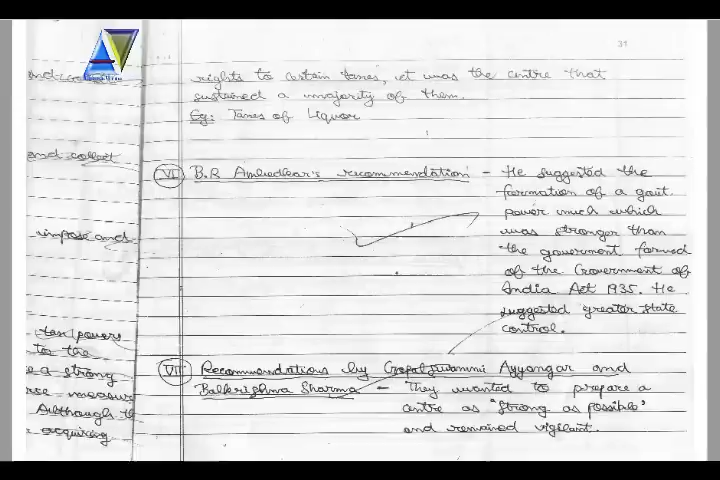 31
rights to certain taxes, it was the centre that
sustained a majority of them.
Eg: Taxes of Liquor
and collect
VI B.R Ambedkar's recommendation - He suggested the
formation of a govt.
power much which
was stronger than
the government formed
of the Government of
India Act 1935. He
suggested greater state
control.
impose and
tax powers
to the
e a strong
measure
Although th
acquiring
VII Recommendations by Gopalswammi Ayyangar and
Balkrishna Sharma - They wanted to prepare a
centre as "strong as possible"
and remained vigilant.